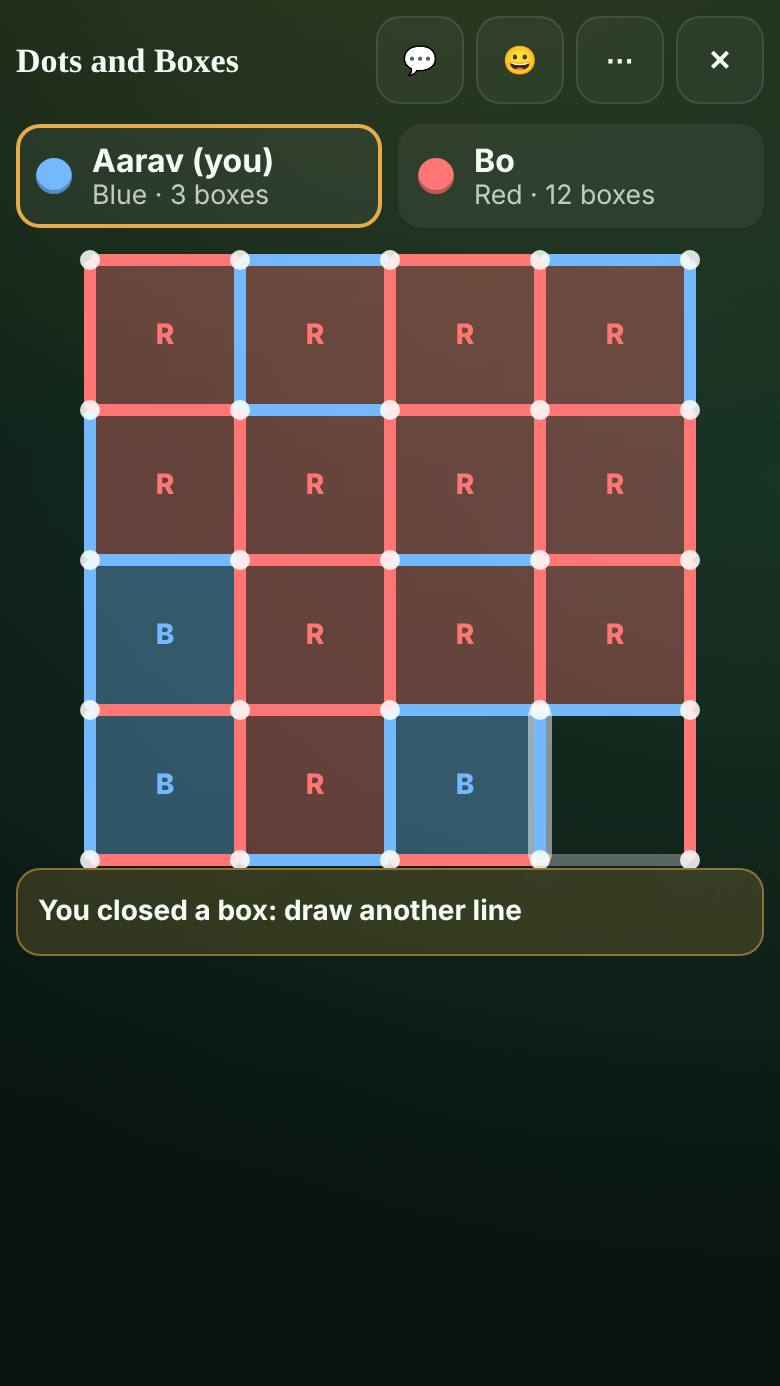 Dots and Boxes
Aarav (you)
Blue · 3 boxes
Bo
Red · 12 boxes
R R R R
R R R R
B R R R
B R B
You closed a box: draw another line